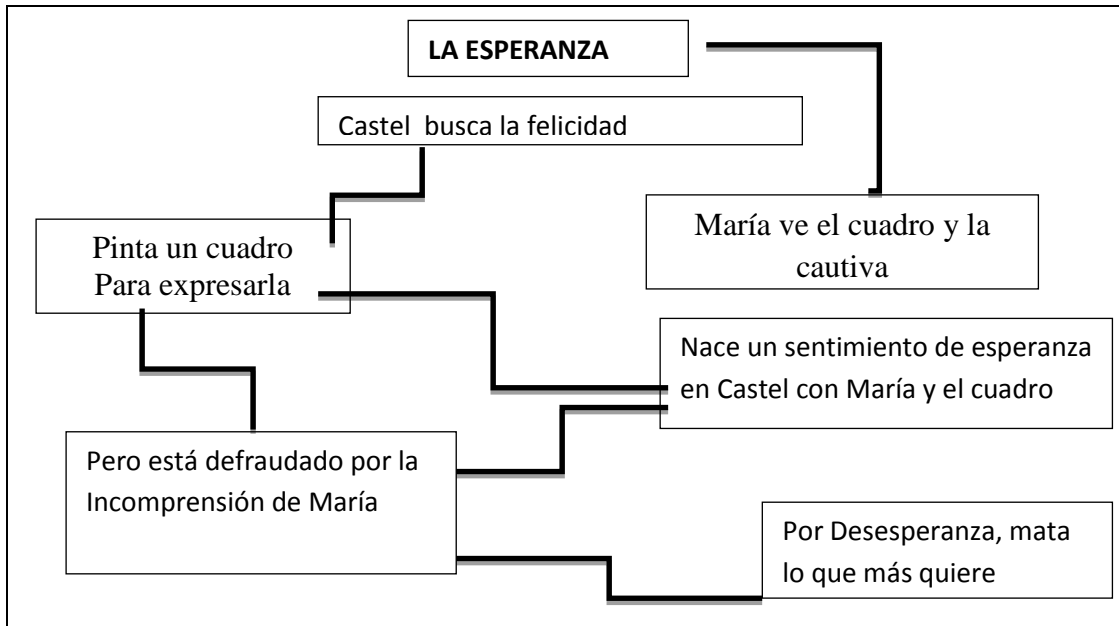 LA ESPERANZA
Castel  busca la felicidad
Pinta un cuadro
Para expresarla
María ve el cuadro y la
cautiva
Nace un sentimiento de esperanza
en Castel con María y el cuadro
Pero está defraudado por la
Incomprensión de María
Por Desesperanza, mata
lo que más quiere